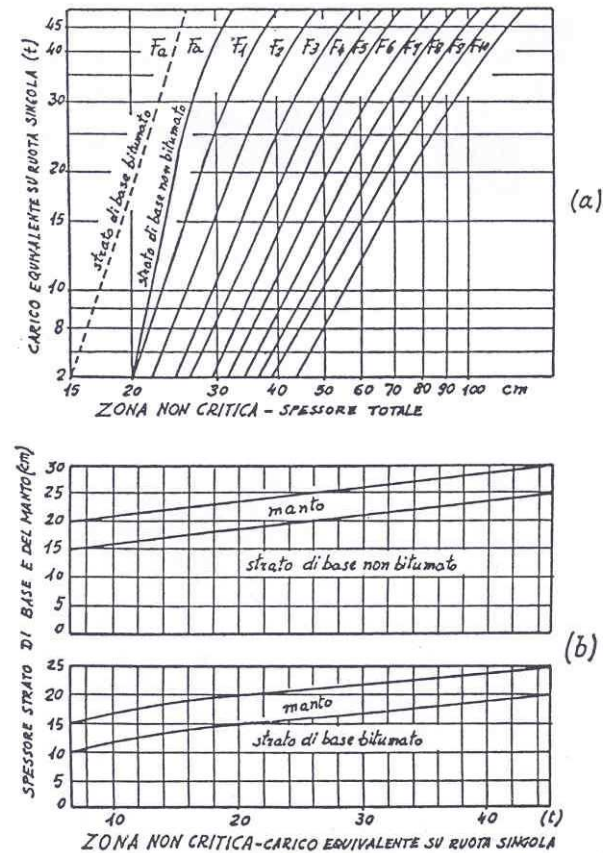 CARICO EQUIVALENTE SU RUOTA SINGOLA (t)
45
40
30
20
15
10
8
2
Fa Fa F1 F2 F3 F4 F5 F6 F7 F8 F9 F10
strato di base bitumato
strato di base non bitumato
(a)
15 20 30 40 50 60 70 80 90 100 cm
ZONA NON CRITICA - SPESSORE TOTALE
SPESSORE STRATO DI BASE E DEL MANTO (cm)
30
25
20
15
10
5
0
manto
strato di base non bitumato
(b)
25
20
15
10
5
0
manto
strato di base bitumato
10 20 30 40 (t)
ZONA NON CRITICA-CARICO EQUIVALENTE SU RUOTA SINGOLA